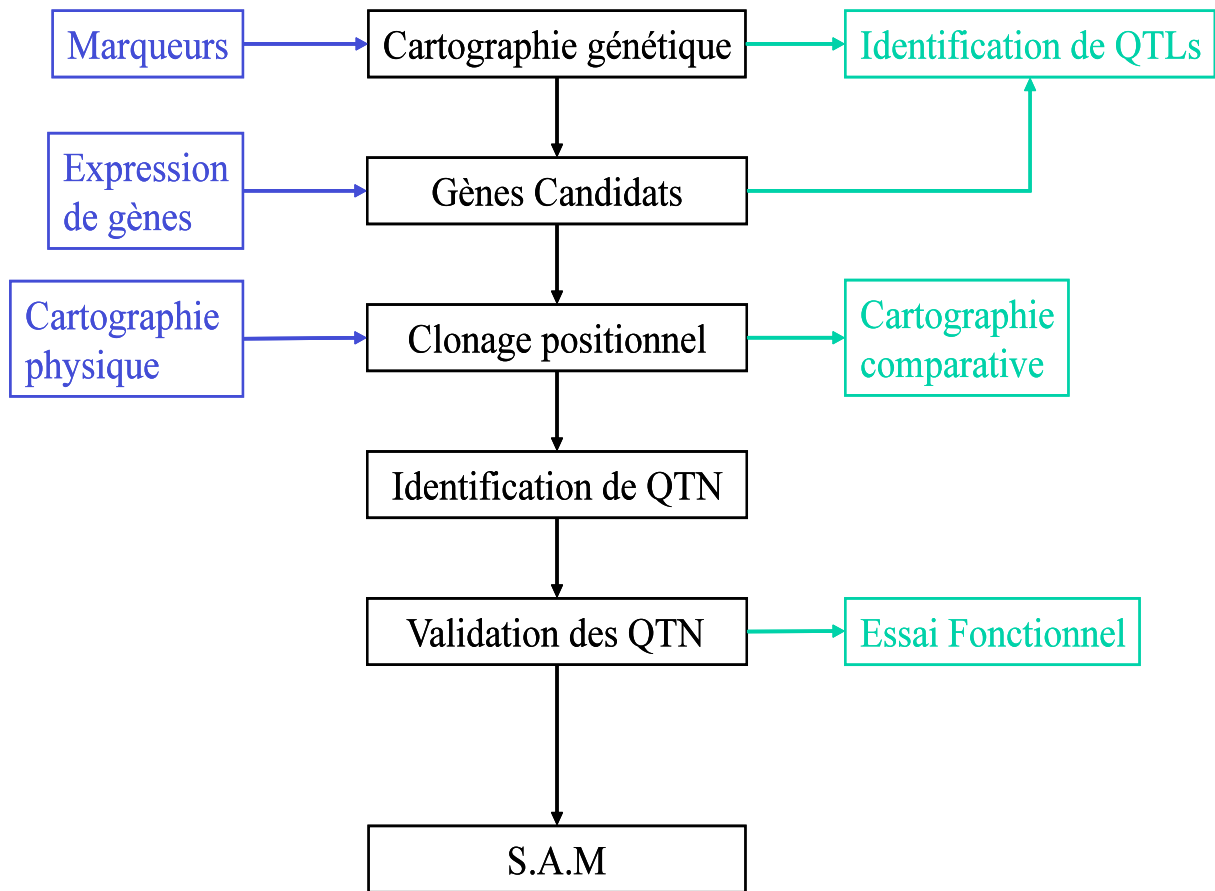 Marqueurs
Cartographie génétique
Identification de QTLs
Expression
de gènes
Gènes Candidats
Cartographie
physique
Clonage positionnel
Cartographie
comparative
Identification de QTN
Validation des QTN
Essai Fonctionnel
S.A.M